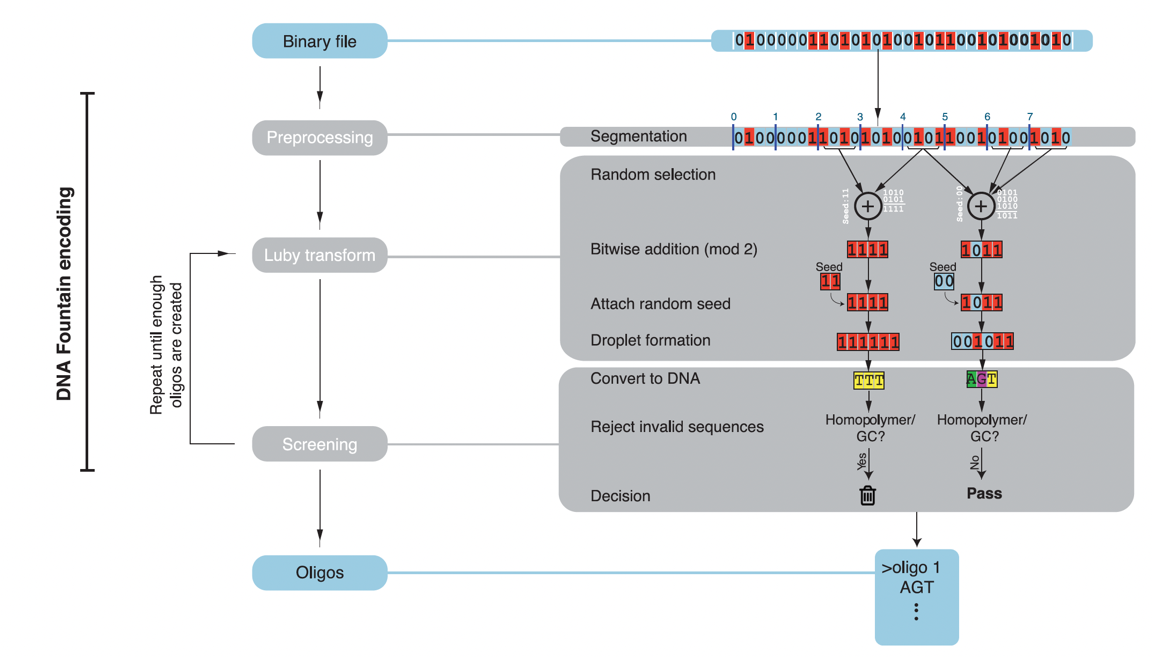 Binary file
01000001101010100101100101001010
0 1 2 3 4 5 6 7
Preprocessing
Segmentation
01000001101010100101100101001010
Random selection
Seed:11
+
1010
0101
1111
Seed:00
+
0101
0100
1010
1011
Luby transform
Bitwise addition (mod 2)
1111
1011
Seed
11
Seed
00
Attach random seed
1111
1011
Droplet formation
111111
001011
DNA Fountain encoding
Repeat until enough
oligos are created
Convert to DNA
TTT
AGT
Screening
Reject invalid sequences
Homopolymer/
GC?
Homopolymer/
GC?
Yes
No
Decision
Pass
Oligos
>oligo 1
AGT
⋮